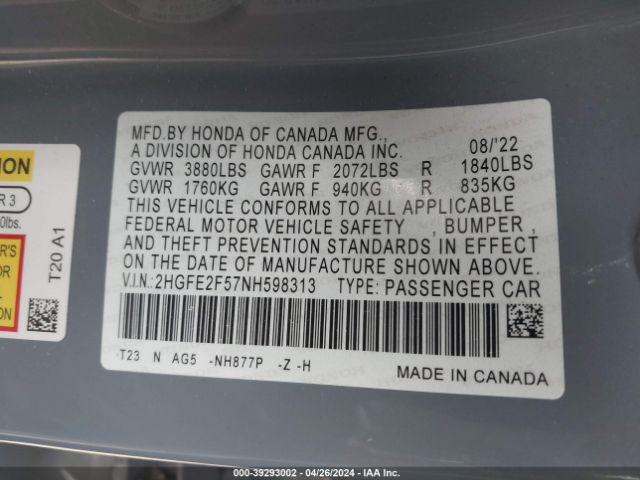 MFD.BY HONDA OF CANADA MFG.,
A DIVISION OF HONDA CANADA INC. 08/'22
GVWR 3880LBS GAWR F 2072LBS R 1840LBS
GVWR 1760KG GAWR F 940KG R 835KG
THIS VEHICLE CONFORMS TO ALL APPLICABLE
FEDERAL MOTOR VEHICLE SAFETY , BUMPER ,
AND THEFT PREVENTION STANDARDS IN EFFECT
ON THE DATE OF MANUFACTURE SHOWN ABOVE.
V.I.N.: 2HGFE2F57NH598313 TYPE: PASSENGER CAR
T23 N AG5 -NH877P -Z -H
MADE IN CANADA
R 3
T20 A1
000-39293002 - 04/26/2024 - IAA Inc.